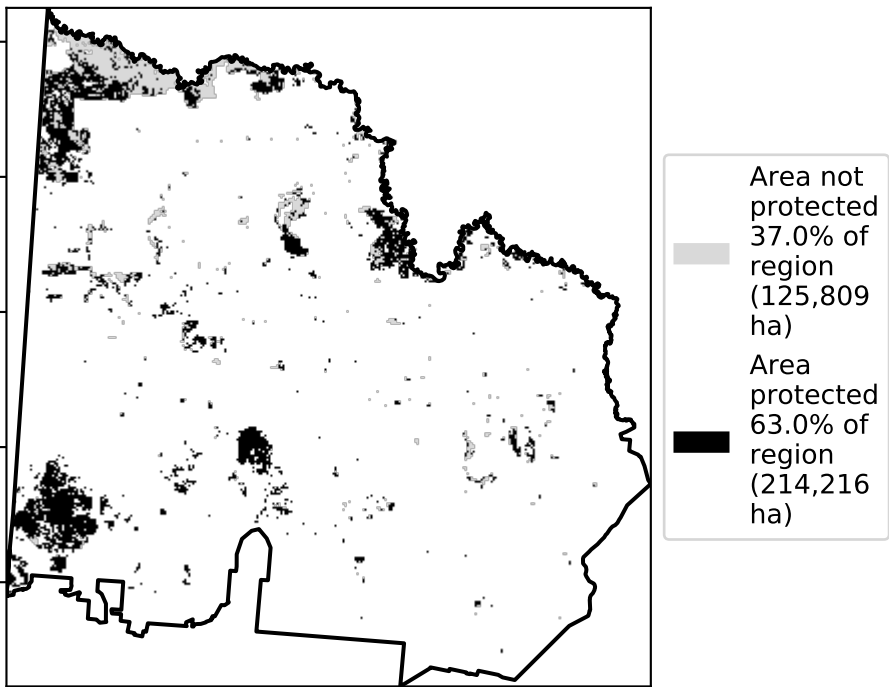 Area not
protected
37.0% of
region
(125,809
ha)
Area
protected
63.0% of
region
(214,216
ha)